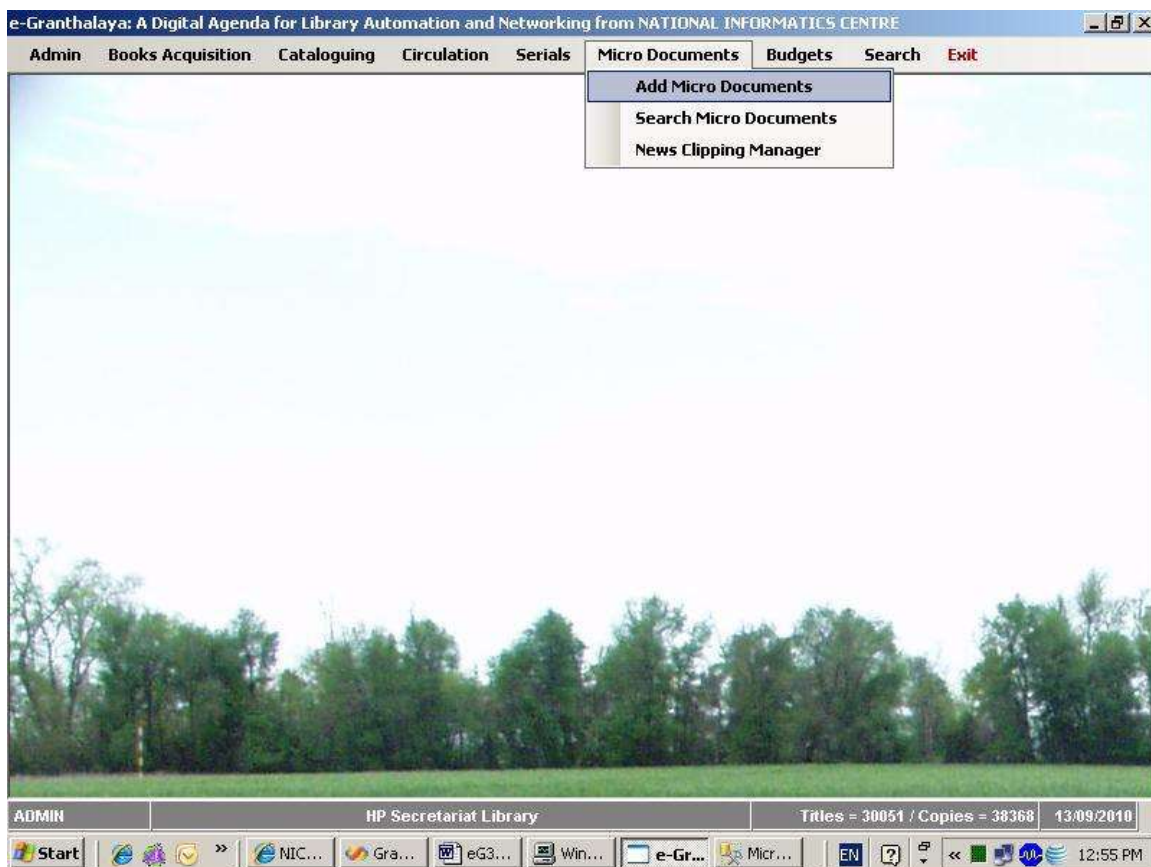 e-Granthalaya: A Digital Agenda for Library Automation and Networking from NATIONAL INFORMATICS CENTRE
Admin Books Acquisition Cataloguing Circulation Serials Micro Documents Budgets Search Exit
Add Micro Documents
Search Micro Documents
News Clipping Manager
ADMIN HP Secretariat Library Titles = 30051 / Copies = 38368 13/09/2010
Start » NIC... Gra... eG3... Win... e-Gr... Micr... EN « 12:55 PM